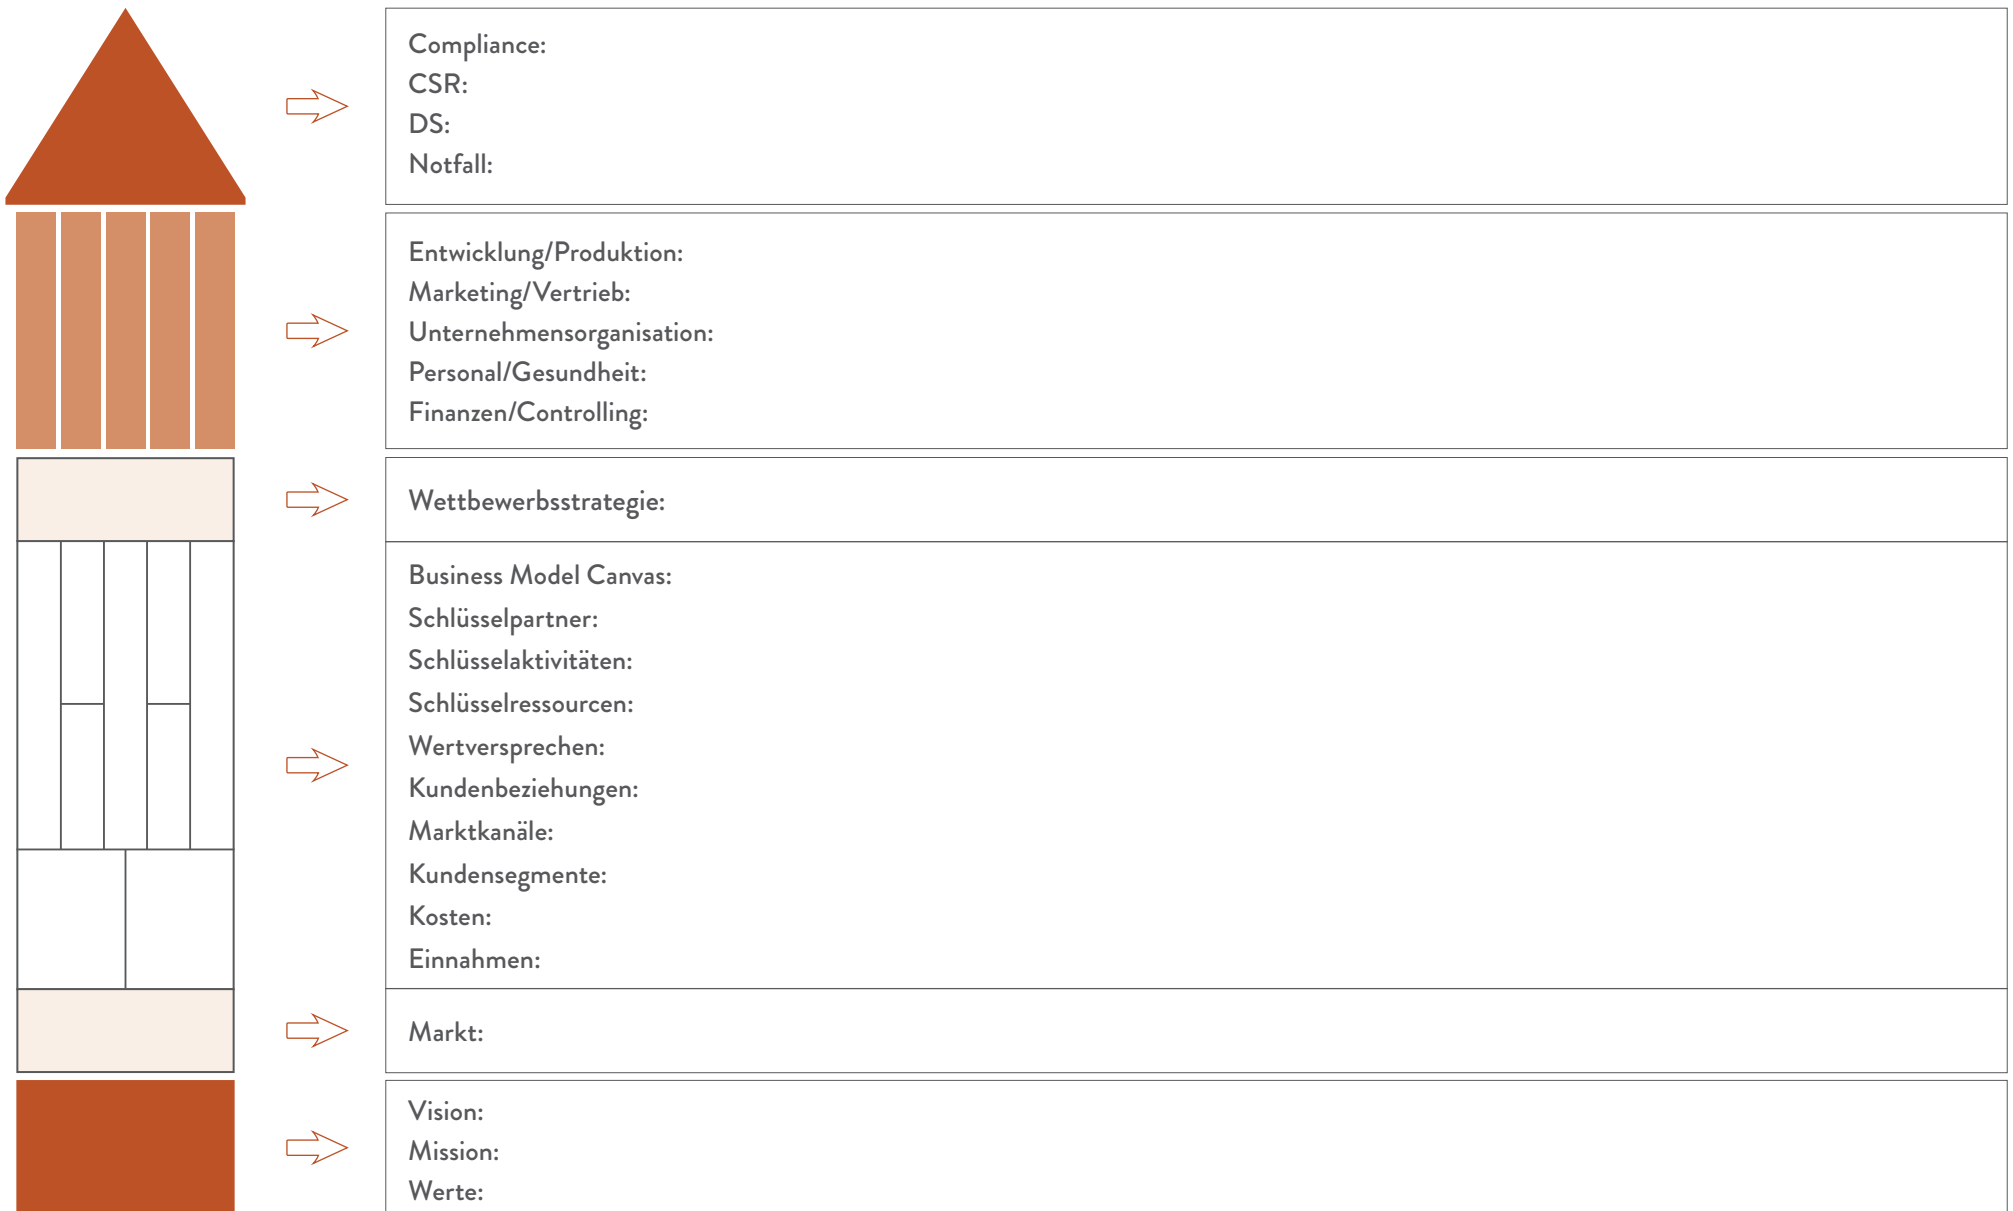 Compliance:
CSR:
DS:
Notfall:
Entwicklung/Produktion:
Marketing/Vertrieb:
Unternehmensorganisation:
Personal/Gesundheit:
Finanzen/Controlling:
Wettbewerbsstrategie:
Business Model Canvas:
Schlüsselpartner:
Schlüsselaktivitäten:
Schlüsselressourcen:
Wertversprechen:
Kundenbeziehungen:
Marktkanäle:
Kundensegmente:
Kosten:
Einnahmen:
Markt:
Vision:
Mission:
Werte: